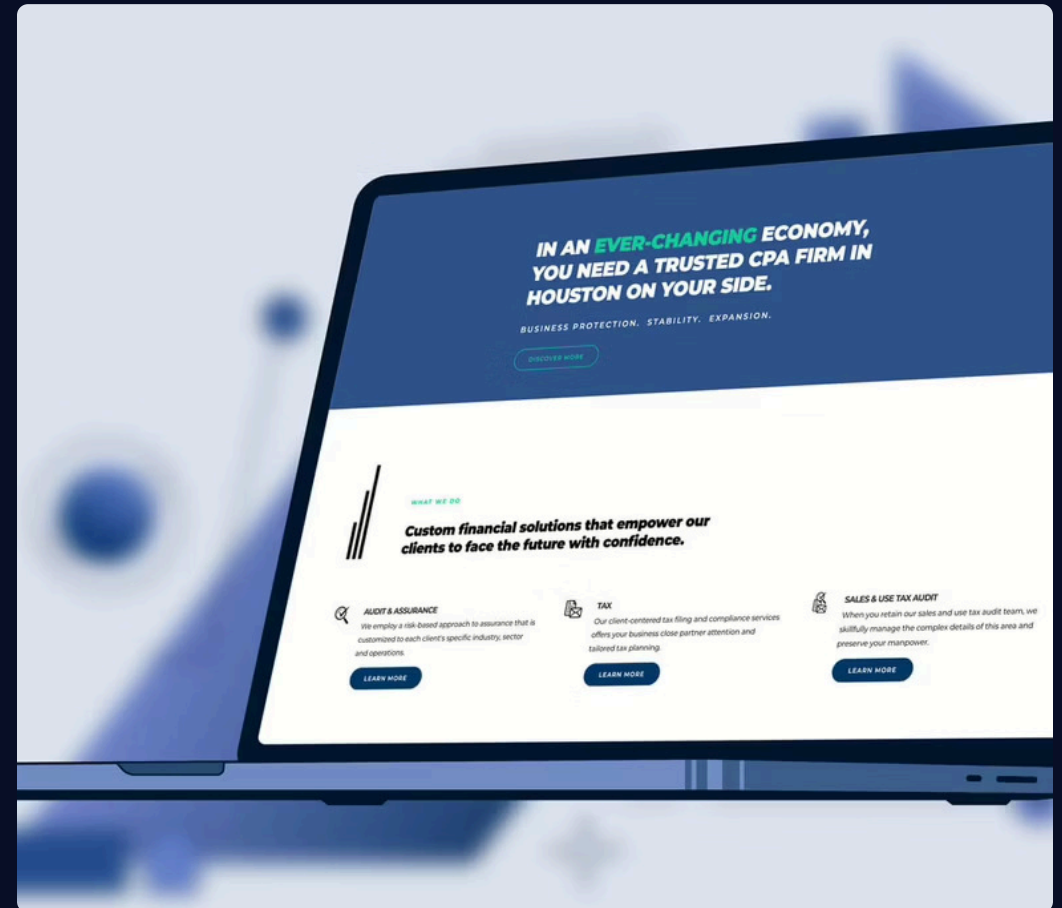 IN AN EVER-CHANGING ECONOMY,
YOU NEED A TRUSTED CPA FIRM IN
HOUSTON ON YOUR SIDE.
BUSINESS PROTECTION. STABILITY. EXPANSION.
DISCOVER MORE
WHAT WE DO
Custom financial solutions that empower our
clients to face the future with confidence.
AUDIT & ASSURANCE
We employ a risk-based approach to assurance that is
customized to each client's specific industry, sector
and operations.
LEARN MORE
TAX
Our client-centered tax filing and compliance services
offers your business close partner attention and
tailored tax planning.
LEARN MORE
SALES & USE TAX AUDIT
When you retain our sales and use tax audit team, we
skillfully manage the complex details of this area and
preserve your manpower.
LEARN MORE